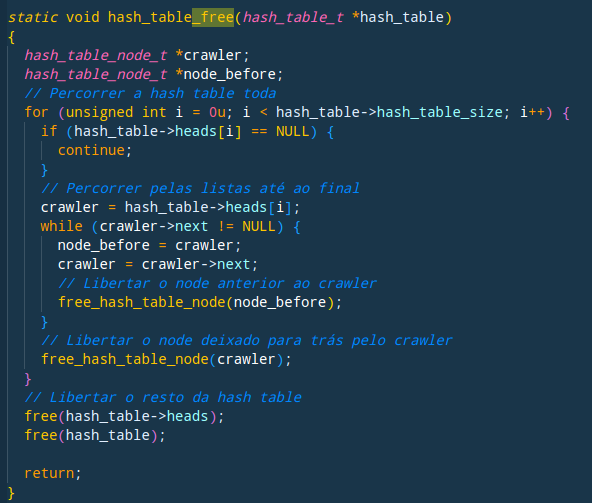 static void hash_table_free(hash_table_t *hash_table)
{
  hash_table_node_t *crawler;
  hash_table_node_t *node_before;
  // Percorrer a hash table toda
  for (unsigned int i = 0u; i < hash_table->hash_table_size; i++) {
    if (hash_table->heads[i] == NULL) {
      continue;
    }
    // Percorrer pelas listas até ao final
    crawler = hash_table->heads[i];
    while (crawler->next != NULL) {
      node_before = crawler;
      crawler = crawler->next;
      // Libertar o node anterior ao crawler
      free_hash_table_node(node_before);
    }
    // Libertar o node deixado para trás pelo crawler
    free_hash_table_node(crawler);
  }
  // Libertar o resto da hash table
  free(hash_table->heads);
  free(hash_table);

  return;
}